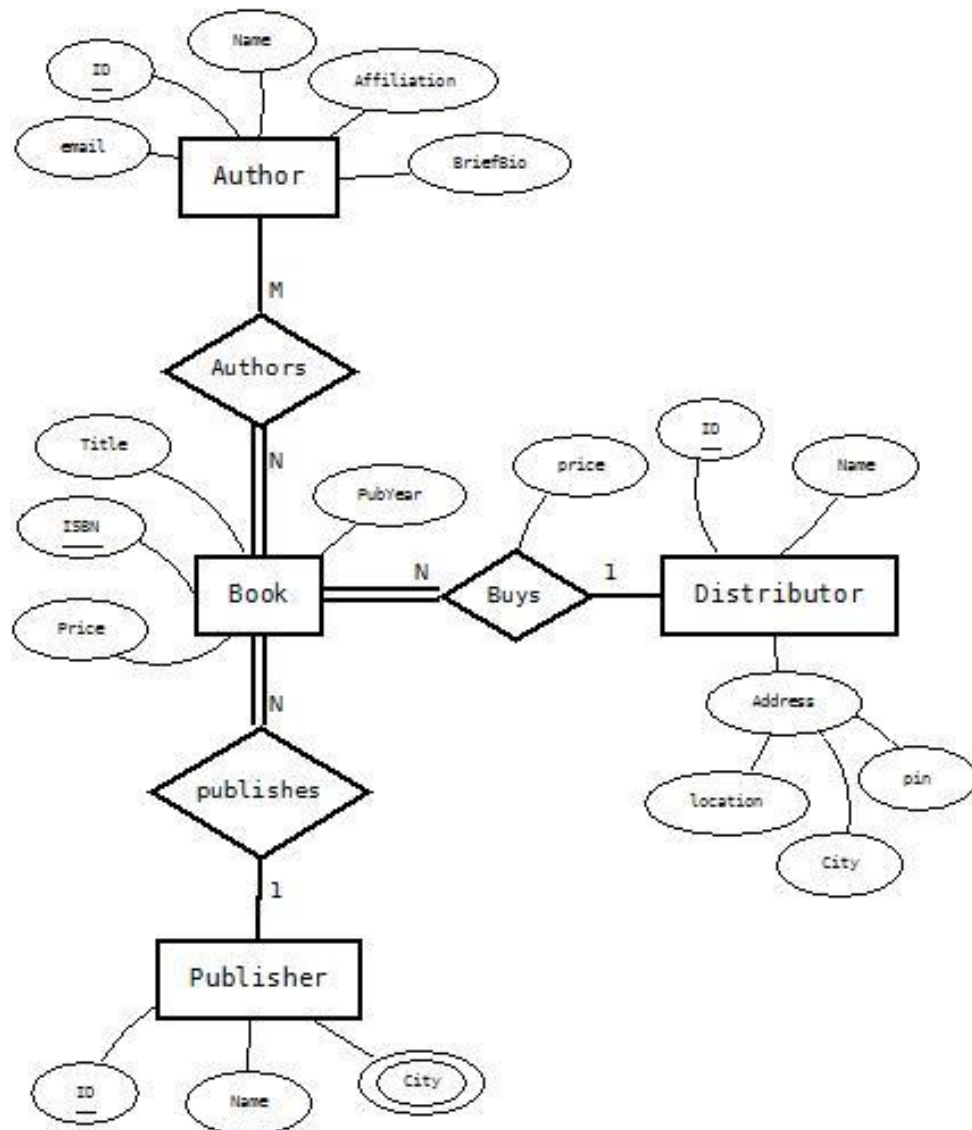 Name
ID
Affiliation
email
BriefBio
Author
M
Authors
Title
N
ID
price
Name
PubYear
ISBN
Book
N
Buys
1
Distributor
Price
N
Address
publishes
location
pin
City
1
Publisher
ID
Name
City